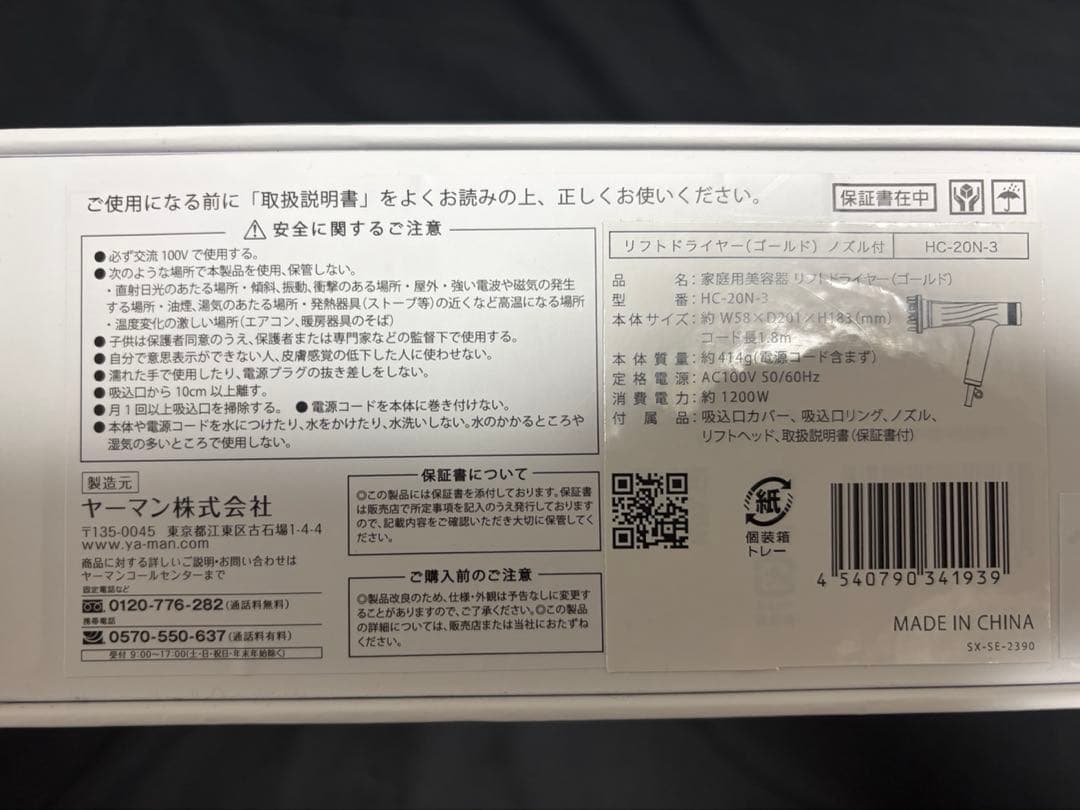 ご使用になる前に「取扱説明書」をよくお読みの上、正しくお使いください。
保証書在中
安全に関するご注意
●必ず交流100Vで使用する。
●次のような場所で本製品を使用、保管しない。
・直射日光のあたる場所・傾斜、振動、衝撃のある場所・屋外・強い電波や磁気の発生
する場所・油煙、湯気のあたる場所・発熱器具(ストーブ等)の近くなど高温になる場所
・温度変化の激しい場所(エアコン、暖房器具のそば)
●子供は保護者同意のうえ、保護者または専門家などの監督下で使用する。
●自分で意思表示ができない人、皮膚感覚の低下した人に使わせない。
●濡れた手で使用したり、電源プラグの抜き差しをしない。
●吸込口から10cm以上離す。
●月1回以上吸込口を掃除する。 ●電源コードを本体に巻き付けない。
●本体や電源コードを水につけたり、水をかけたり、水洗いしない。水のかかるところや
湿気の多いところで使用しない。
製造元
ヤーマン株式会社
〒135-0045 東京都江東区古石場1-4-4
www.ya-man.com
商品に対する詳しいご説明・お問い合わせは
ヤーマンコールセンターまで
固定電話など
0120-776-282(通話料無料)
携帯電話
0570-550-637(通話料有料)
受付 9:00〜17:00(土・日・祝日・年末年始除く)
保証書について
◎この製品には保証書を添付しております。保証書
は販売店で所定事項を記入のうえ発行しております
ので、記載内容をご確認いただき大切に保管してく
ださい。
ご購入前のご注意
◎製品改良のため、仕様・外観は予告なしに変更す
ることがありますので、ご了承ください。◎この製品
の詳細については、販売店または当社におたずね
ください。
リフトドライヤー(ゴールド) ノズル付 HC-20N-3
品名：家庭用美容器 リフトドライヤー(ゴールド)
型番：HC-20N-3
本体サイズ：約 W58×D201×H183(mm)
コード長1.8m
本体質量：約414g(電源コード含まず)
定格電源：AC100V 50/60Hz
消費電力：約1200W
付属品：吸込口カバー、吸込口リング、ノズル、
リフトヘッド、取扱説明書(保証書付)
紙
個装箱
トレー
4 540790 341939
MADE IN CHINA
SX-SE-2390